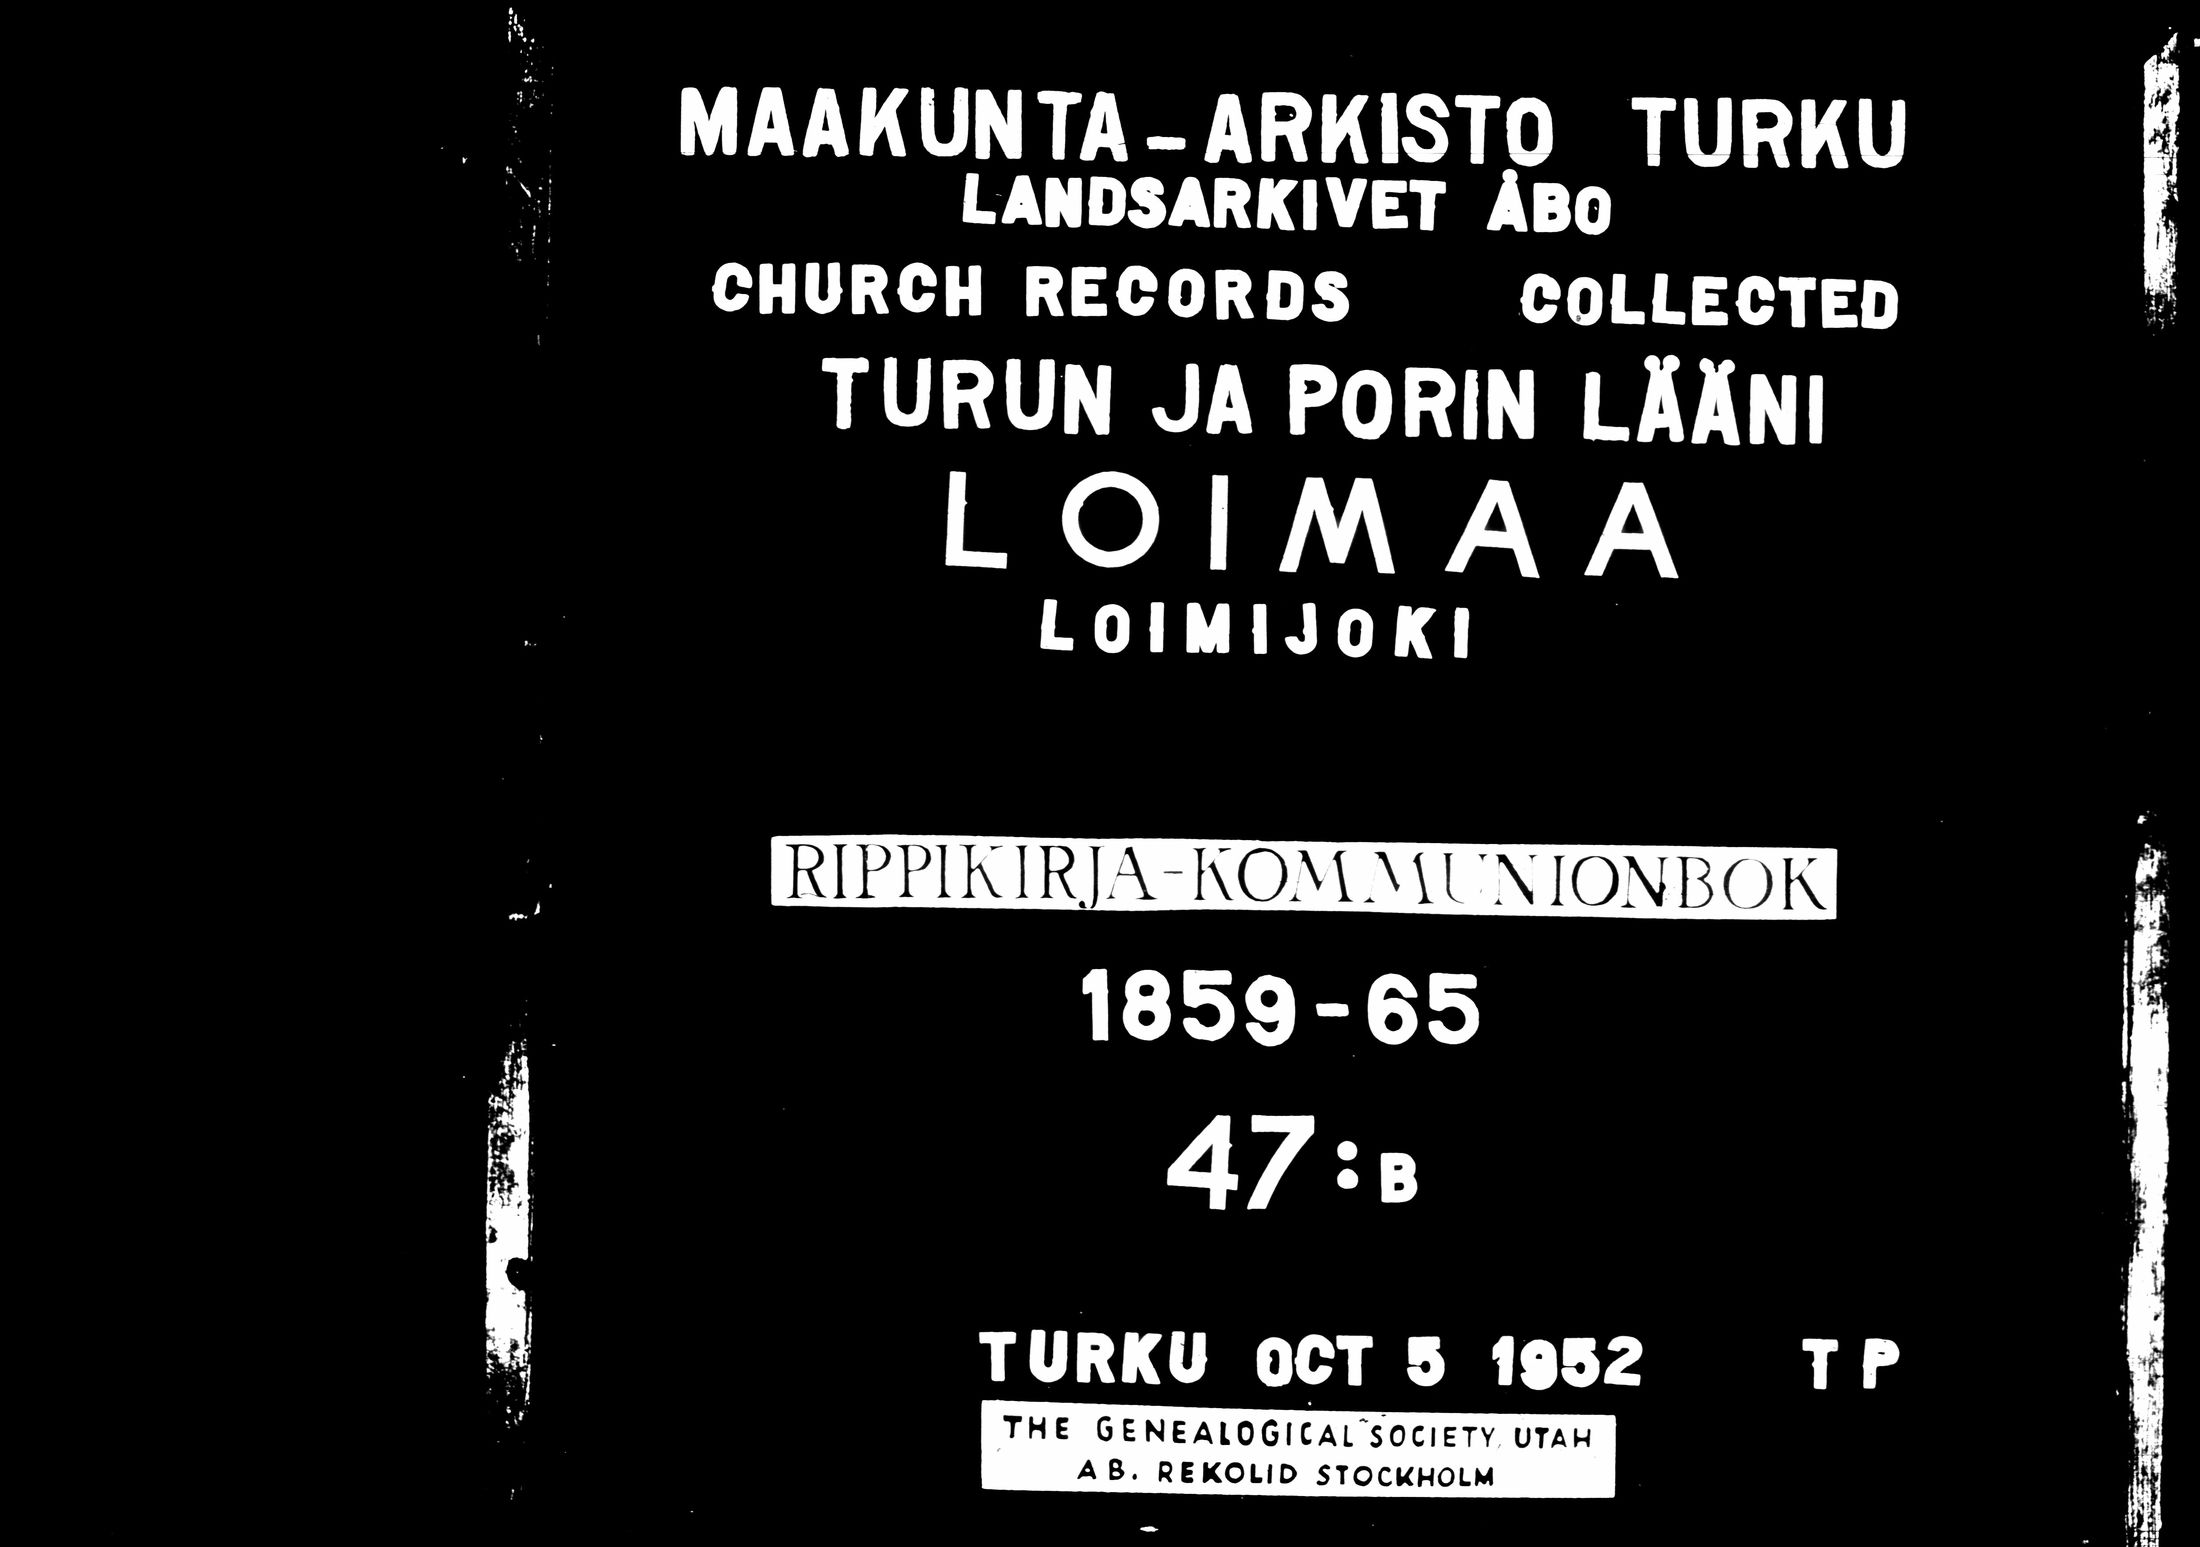 MAAKUNTA-ARKISTO TURKU
LANDSARKIVET ÅBO
CHURCH RECORDS COLLECTED
TURUN JA PORIN LÄÄNI
LOIMAA
LOIMIJOKI
RIPPIKIRJA-KOMMUNIONBOK
1859-65
47:B
TURKU OCT 5 1952 TP
THE GENEALOGICAL SOCIETY, UTAH
AB. REKOLID STOCKHOLM